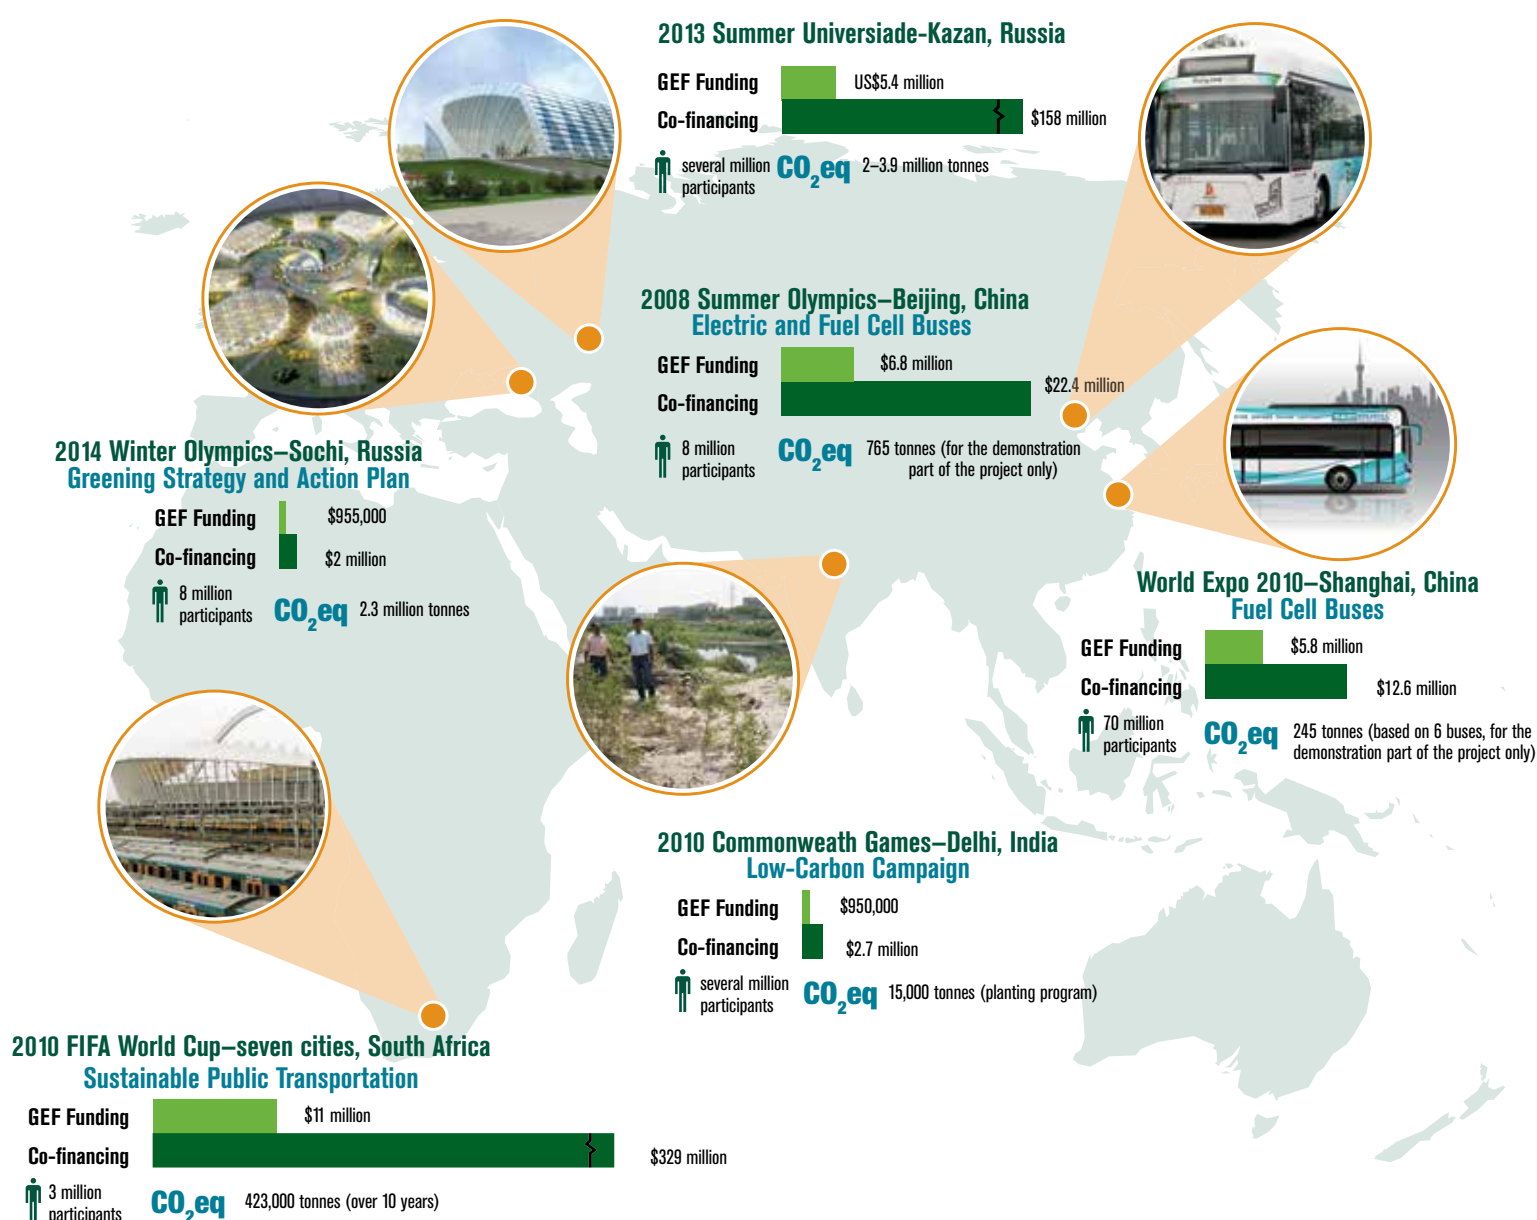 2013 Summer Universiade-Kazan, Russia
GEF Funding US$5.4 million
Co-financing $158 million
several million
participants
CO2eq 2–3.9 million tonnes
2008 Summer Olympics–Beijing, China
Electric and Fuel Cell Buses
GEF Funding $6.8 million
Co-financing $22.4 million
8 million
participants
CO2eq 765 tonnes (for the demonstration
part of the project only)
2014 Winter Olympics–Sochi, Russia
Greening Strategy and Action Plan
GEF Funding $955,000
Co-financing $2 million
8 million
participants
CO2eq 2.3 million tonnes
World Expo 2010–Shanghai, China
Fuel Cell Buses
GEF Funding $5.8 million
Co-financing $12.6 million
70 million
participants
CO2eq 245 tonnes (based on 6 buses, for the
demonstration part of the project only)
2010 Commonweath Games–Delhi, India
Low-Carbon Campaign
GEF Funding $950,000
Co-financing $2.7 million
several million
participants
CO2eq 15,000 tonnes (planting program)
2010 FIFA World Cup–seven cities, South Africa
Sustainable Public Transportation
GEF Funding $11 million
Co-financing $329 million
3 million
participants
CO2eq 423,000 tonnes (over 10 years)